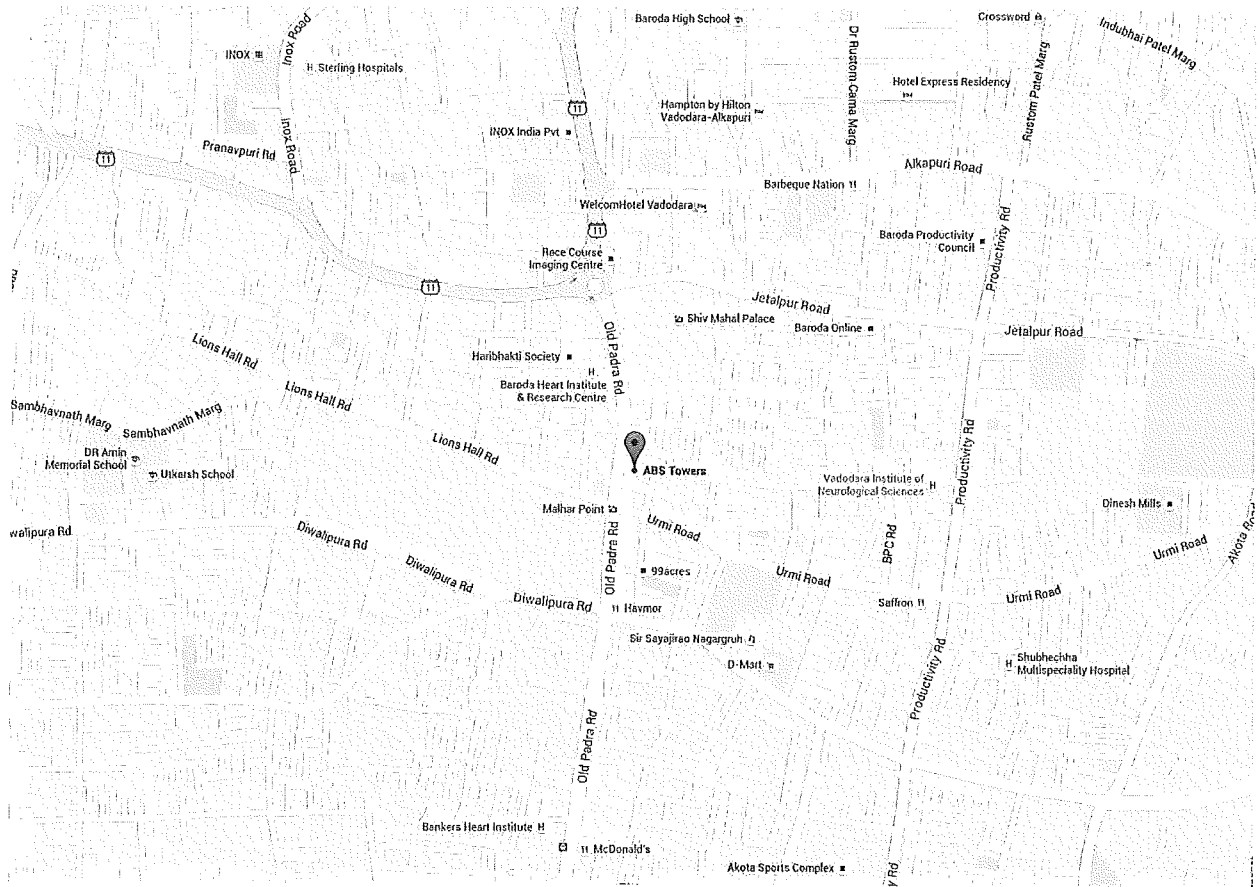 Baroda High School
Crossword
Inox Road
Indubhai Patel Marg
INOX
Sterling Hospitals
Dr Rustom Cama Marg
Rustom Patel Marg
Hotel Express Residency
Hampton by Hilton
Vadodara-Alkapuri
11
INOX India Pvt
Inox Road
Pranavpuri Rd
11
Alkapuri Road
Barbeque Nation
WelcomHotel Vadodara
Productivity Rd
11
Baroda Productivity
Council
Race Course
Imaging Centre
11
Jetalpur Road
Shiv Mahal Palace
Baroda Online
Jetalpur Road
Old Padra Rd
Lions Hall Rd
Haribhakti Society
Baroda Heart Institute
& Research Centre
Lions Hall Rd
Sambhavnath Marg
Sambhavnath Marg
Lions Hall Rd
Productivity Rd
DR Amin
Memorial School
Utkarsh School
ABS Towers
Vadodara Institute of
Neurological Sciences
Malhar Point
Dinesh Mills
Urmi Road
walipura Rd
Diwalipura Rd
Old Padra Rd
BPC Rd
Urmi Road
Akota Road
Diwalipura Rd
99acres
Urmi Road
Diwalipura Rd
Havmor
Saffron
Urmi Road
Sir Sayajirao Nagargruh
D-Mart
Productivity Rd
Shubhechha
Multispeciality Hospital
Old Padra Rd
Bankers Heart Institute
McDonald's
Akota Sports Complex
y Rd